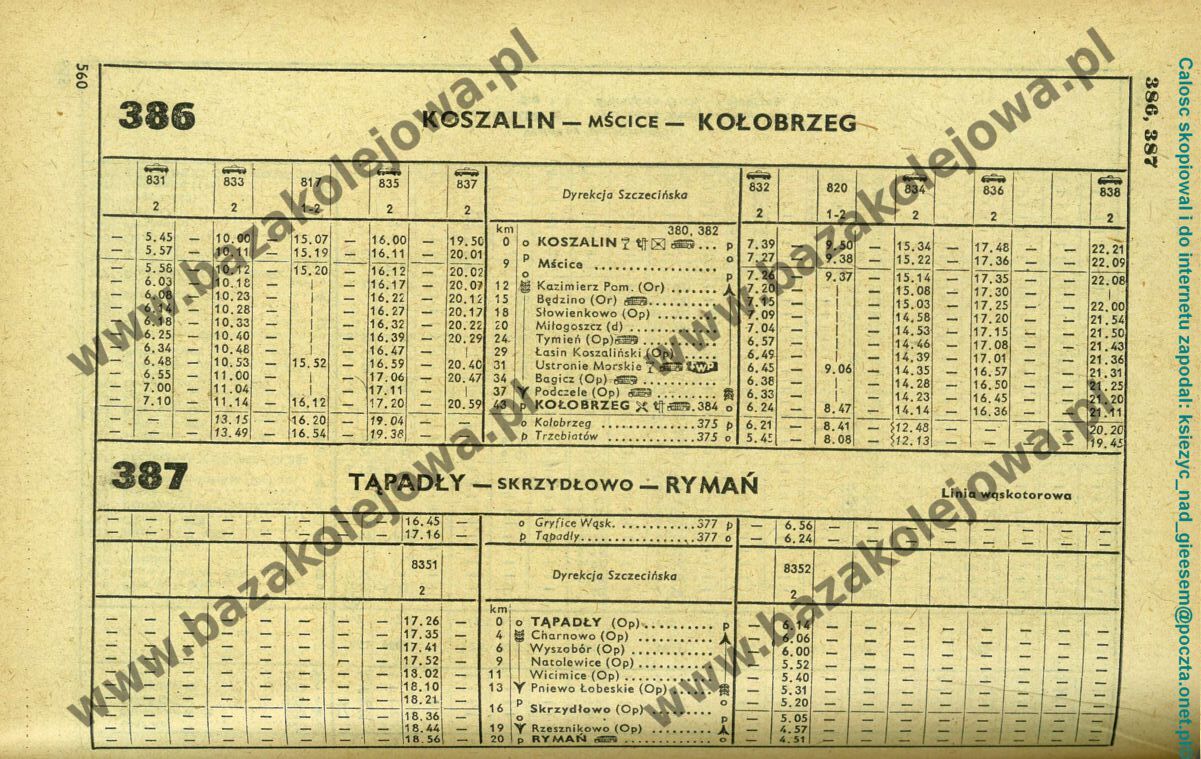 560
386, 387
386 KOSZALIN — MŚCICE — KOŁOBRZEG
831 833 817 835 837 Dyrekcja Szczecińska 832 820 834 836 838
2 2 1-2 2 2 2 1-2 2 2 2
km 380, 382
— 5.45 — 10.00 — 15.07 — 16.00 — 19.50 0 o KOSZALIN ... p 7.39 — 9.50 — 15.34 — 17.48 — 22.21
— 5.57 — 10.11 — 15.19 — 16.11 — 20.01 9 p Mścice o 7.27 — 9.38 — 15.22 — 17.36 — 22.09
— 5.58 — 10.12 — 15.20 — 16.12 — 20.02 o p 7.26 — 9.37 — 15.14 — 17.35 — 22.08
— 6.03 — 10.18 — | — 16.17 — 12 Kazimierz Pom. (Or) 7.20 — | — 15.08 — 17.30 — |
— — 10.23 — | — 16.22 — 20.12 15 Będzino (Or) 7.15 — | — 15.03 — 17.25 — 22.00
— — 10.28 — | — 16.27 — 20.17 18 Słowienkowo (Op) 7.09 — | — 14.58 — 17.20 — 21.54
— 6.18 — 10.33 — | — 16.32 — 20.22 20 Miłogoszcz (d) 7.04 — | — 14.53 — 17.15 — 21.50
— 6.25 — 10.40 — | — 16.39 — 20.29 24 Tymień (Op) 6.57 — | — 14.46 — 17.08 — 21.43
— 6.34 — 10.48 — | — 16.47 — | 29 Łasin Koszaliński (Op) 6.49 — | — 14.39 — 17.01 — 21.36
— 6.48 — 10.53 — 15.52 — 16.59 — 20.40 31 Ustronie Morskie FWP 6.45 — 9.06 — 14.35 — 16.57 — 21.31
— 6.55 — 11.00 — | — 17.06 — 20.47 34 Bagicz (Op) 6.38 — | — 14.28 — 16.50 — 21.25
— 7.00 — 11.04 — | — 17.11 — | 37 Podczele (Op) 6.33 — | — 14.23 — 16.45 — 21.20
— 7.10 — 11.14 — 16.12 — 17.20 — 20.59 43 p KOŁOBRZEG .384 o 6.24 — 8.47 — 14.14 — 16.36 — 21.11
— — 13.15 — 16.20 — 19.04 — o Kołobrzeg 375 p 6.21 — 8.41 — 12.48 — — — 20.20
— — 13.49 — 16.54 — 19.38 — p Trzebiatów 375 o 5.45 — 8.08 — 12.13 — — — 19.45
387 TĄPADŁY — SKRZYDŁOWO — RYMAŃ Linia wąskotorowa
— — — — — — — — 16.45 — o Gryfice Wąsk. 377 p — 6.56 — — — — — — — —
— — — — — — — — 17.16 — p Tąpadły 377 o — 6.24 — — — — — — — —
8351 Dyrekcja Szczecińska 8352
2 2
km
— — — — — — — — 17.26 — 0 o TĄPADŁY (Op) p — 6.14 — — — — — — — —
— — — — — — — — 17.35 — 4 Charnowo (Op) — 6.06 — — — — — — — —
— — — — — — — — 17.41 — 6 Wyszobór (Op) — 6.00 — — — — — — — —
— — — — — — — — 17.52 — 9 Natolewice (Op) — 5.52 — — — — — — — —
— — — — — — — — 18.02 — 11 Wicimice (Op) — 5.40 — — — — — — — —
— — — — — — — — 18.10 — 13 Pniewo Łobeskie (Op) — 5.31 — — — — — — — —
— — — — — — — — 18.21 — 16 p Skrzydłowo (Op) o — 5.20 — — — — — — — —
— — — — — — — — 18.36 — o p — 5.05 — — — — — — — —
— — — — — — — — 18.44 — 19 Rzesznikowo (Op) — 4.57 — — — — — — — —
— — — — — — — — 18.56 — 20 p RYMAŃ o — 4.51 — — — — — — — —
www.bazakolejowa.pl
www.bazakolejowa.pl
www.bazakolejowa.pl
www.bazakolejowa.pl
Calosc skopiowal i do internetu zapodal: ksiezyc_nad_gieesem@poczta.onet.pl